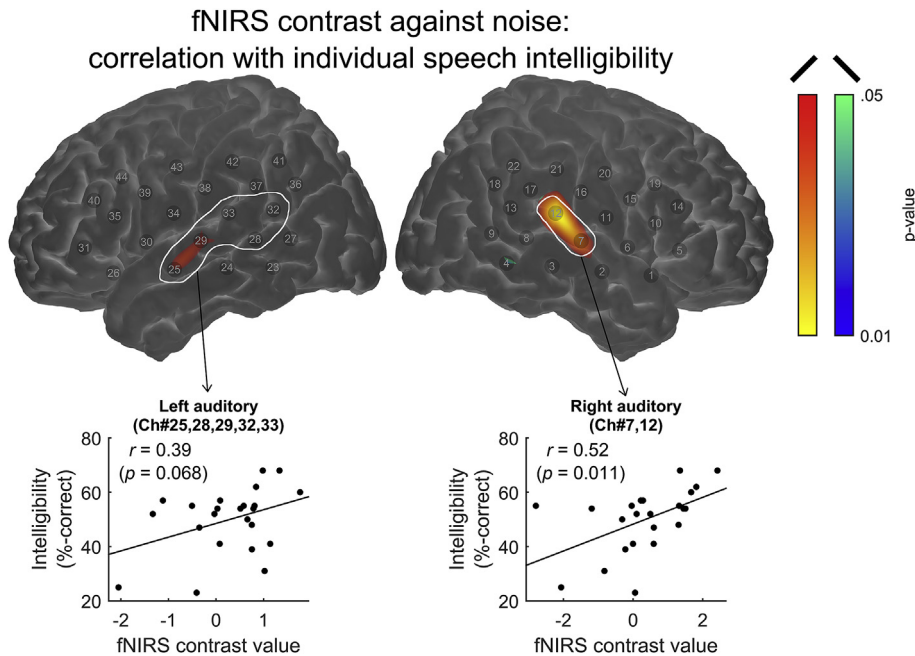 fNIRS contrast against noise:
correlation with individual speech intelligibility
.05
p-value
0.01
43
42
41
44
39
38
37
36
40
35
34
33
32
31
30
29
28
27
26
25
24
23
22
21
20
18
17
16
19
13
12
11
15
14
10
9
8
7
6
5
4
3
2
1
Left auditory
(Ch#25,28,29,32,33)
80
r = 0.39
(p = 0.068)
60
40
20
Intelligibility
(%-correct)
-2 -1 0 1
fNIRS contrast value
Right auditory
(Ch#7,12)
80
r = 0.52
(p = 0.011)
60
40
20
Intelligibility
(%-correct)
-2 0 2
fNIRS contrast value